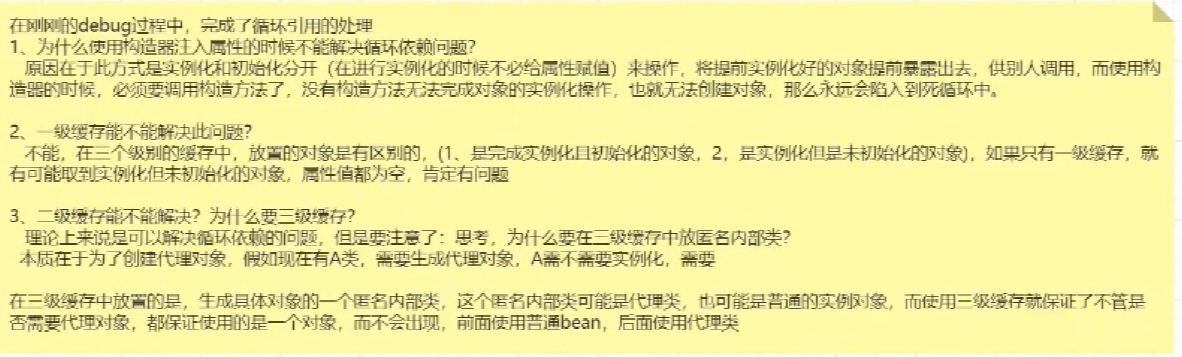 在刚刚的debug过程中，完成了循环引用的处理
1、为什么使用构造器注入属性的时候不能解决循环依赖问题？
原因在于此方式是实例化和初始化分开（在进行实例化的时候不必给属性赋值）来操作，将提前实例化好的对象提前暴露出去，供别人调用，而使用构
造器的时候，必须要调用构造方法了，没有构造方法无法完成对象的实例化操作，也就无法创建对象，那么永远会陷入到死循环中。
2、一级缓存能不能解决此问题？
不能，在三个级别的缓存中，放置的对象是有区别的，(1、是完成实例化且初始化的对象，2，是实例化但是未初始化的对象)，如果只有一级缓存，就
有可能取到实例化但未初始化的对象，属性值都为空，肯定有问题
3、二级缓存能不能解决？为什么要三级缓存？
理论上来说是可以解决循环依赖的问题，但是要注意了：思考，为什么要在三级缓存中放匿名内部类？
本质在于为了创建代理对象，假如现在有A类，需要生成代理对象，A需不需要实例化，需要
在三级缓存中放置的是，生成具体对象的一个匿名内部类，这个匿名内部类可能是代理类，也可能是普通的实例对象，而使用三级缓存就保证了不管是
否需要代理对象，都保证使用的是一个对象，而不会出现，前面使用普通bean，后面使用代理类